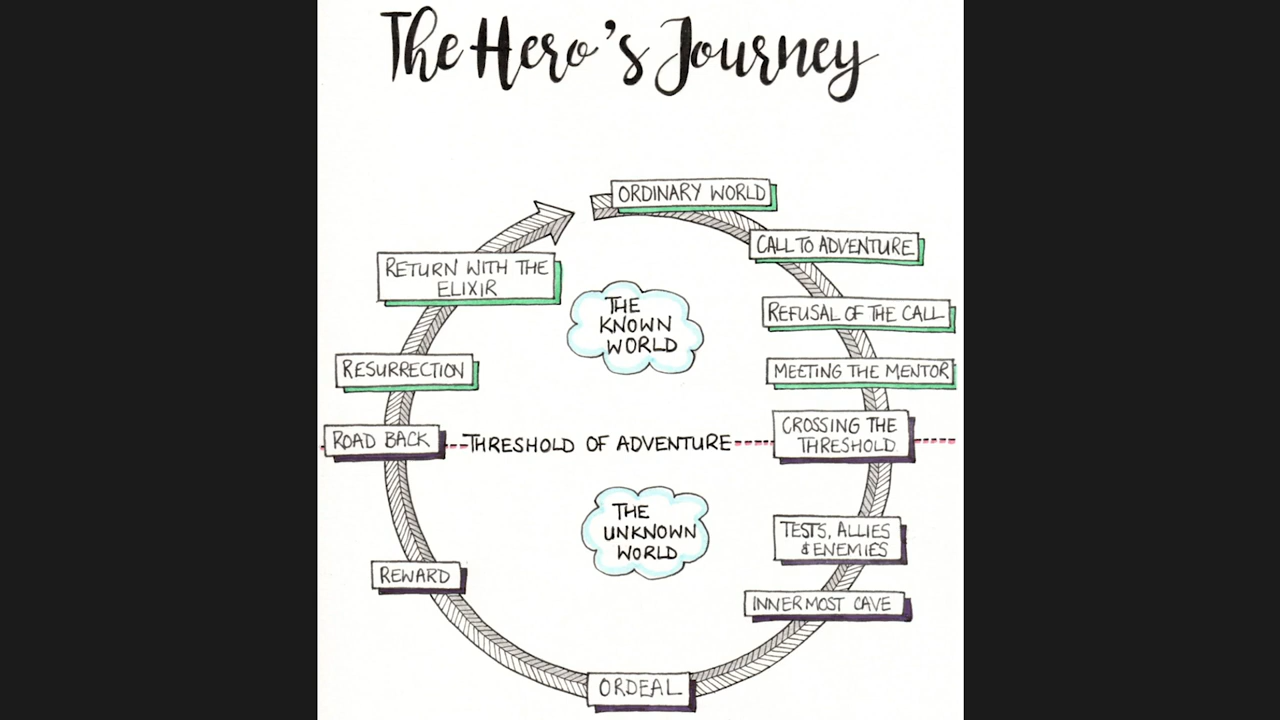 The Hero's Journey
ORDINARY WORLD
CALL TO ADVENTURE
REFUSAL OF THE CALL
MEETING THE MENTOR
CROSSING THE
THRESHOLD
TESTS, ALLIES
& ENEMIES
INNERMOST CAVE
ORDEAL
REWARD
ROAD BACK
RESURRECTION
RETURN WITH THE
ELIXIR
THE
KNOWN
WORLD
THRESHOLD OF ADVENTURE
THE
UNKNOWN
WORLD